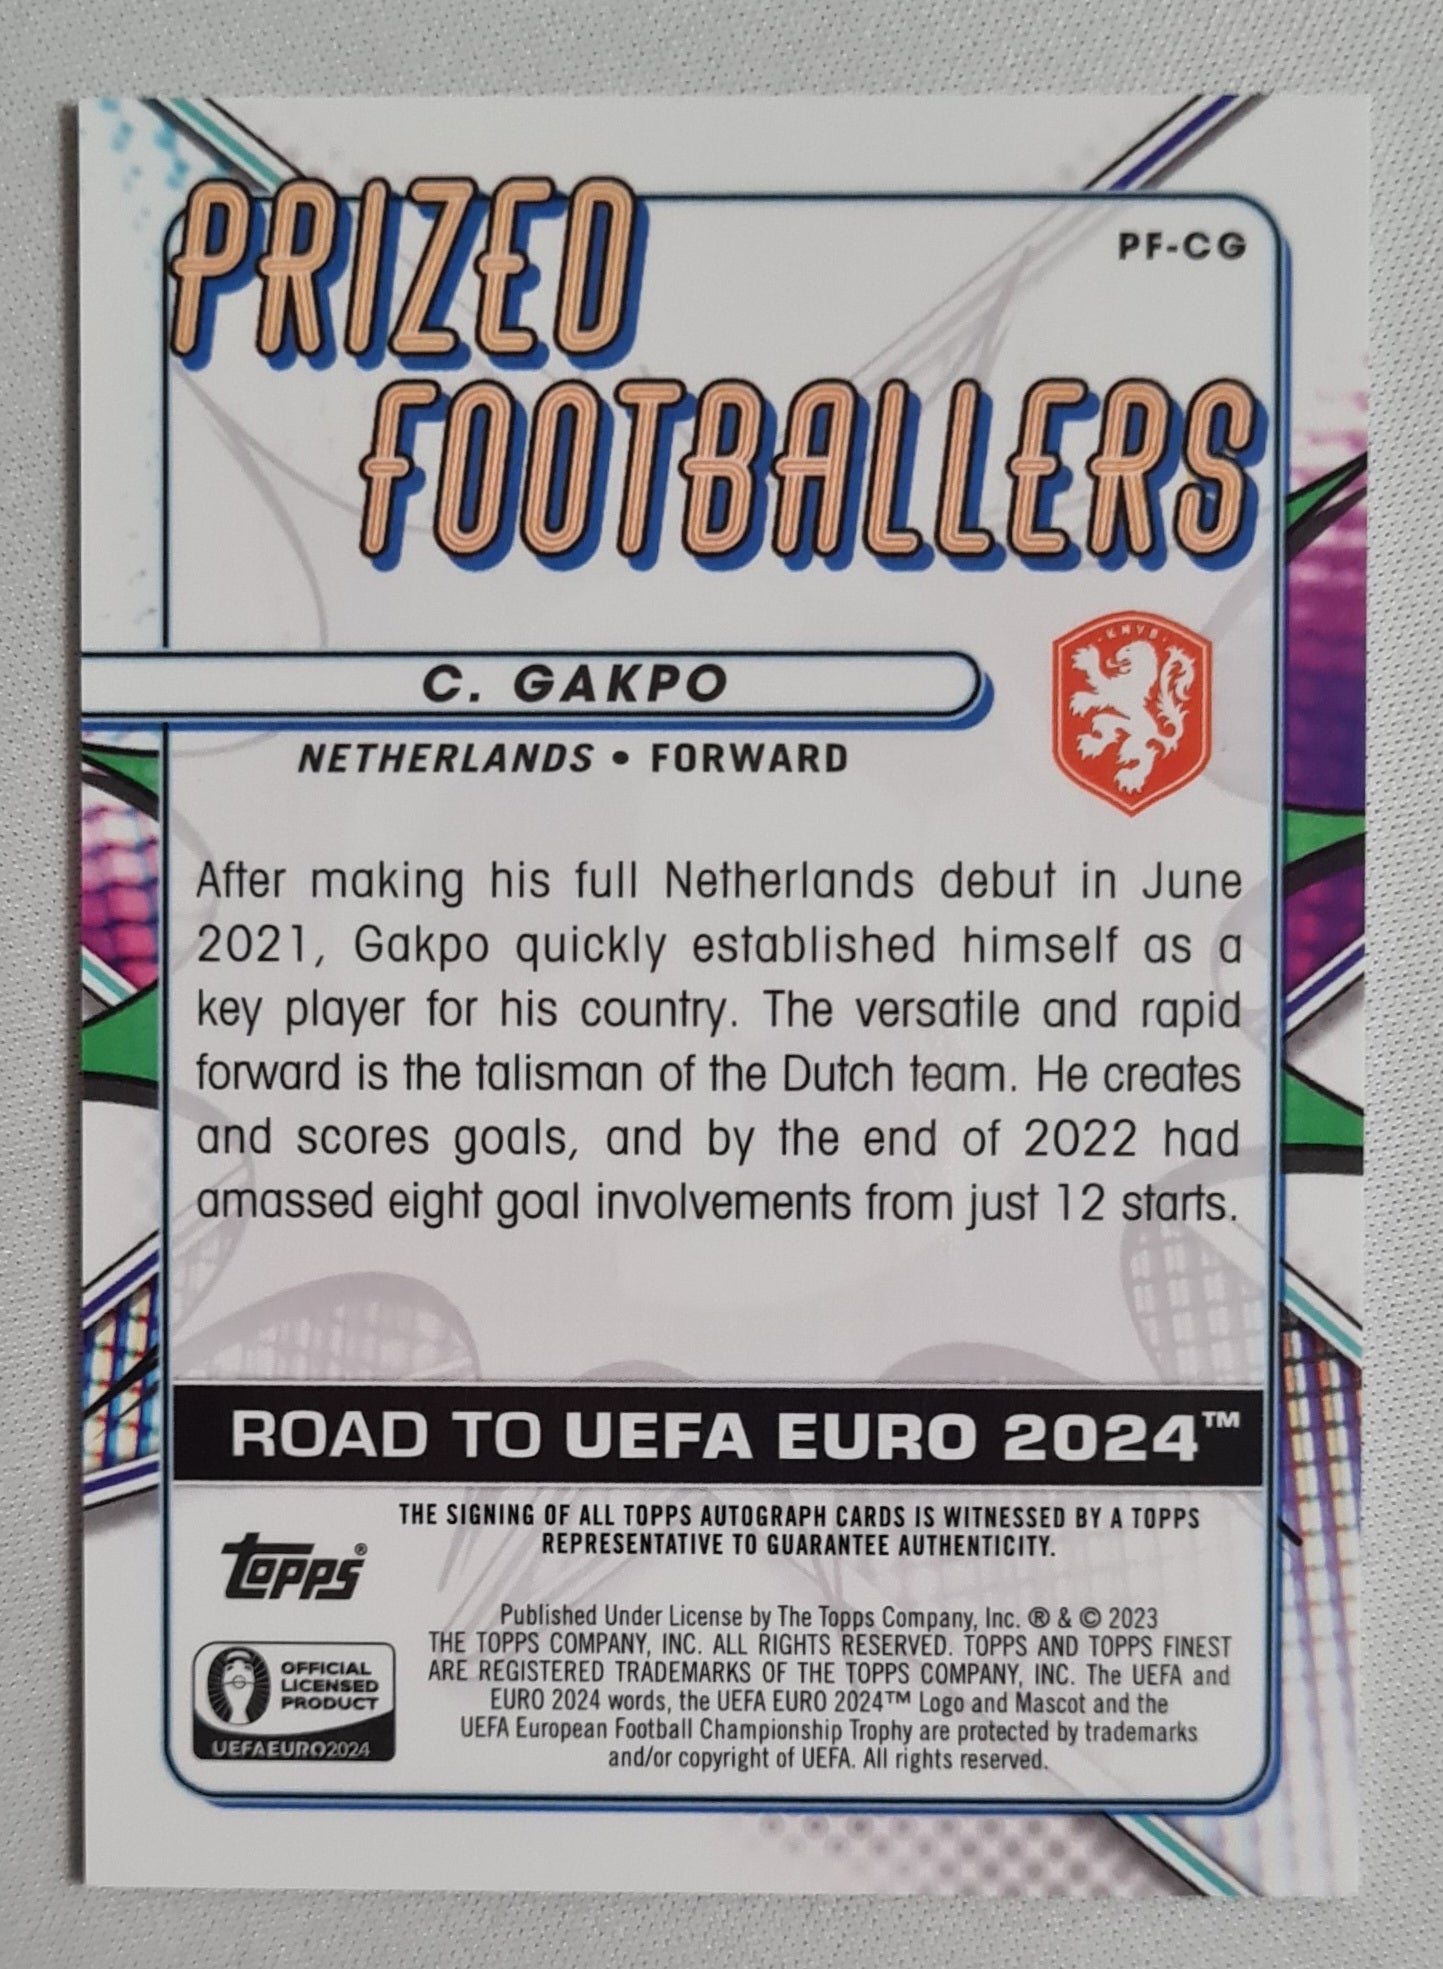 PRIZED
PF-CG
FOOTBALLERS
KNVB
C. GAKPO
NETHERLANDS • FORWARD
After making his full Netherlands debut in June
2021, Gakpo quickly established himself as a
key player for his country. The versatile and rapid
forward is the talisman of the Dutch team. He creates
and scores goals, and by the end of 2022 had
amassed eight goal involvements from just 12 starts.
ROAD TO UEFA EURO 2024™
THE SIGNING OF ALL TOPPS AUTOGRAPH CARDS IS WITNESSED BY A TOPPS
REPRESENTATIVE TO GUARANTEE AUTHENTICITY.
topps®
Published Under License by The Topps Company, Inc. ® & © 2023
THE TOPPS COMPANY, INC. ALL RIGHTS RESERVED. TOPPS AND TOPPS FINEST
ARE REGISTERED TRADEMARKS OF THE TOPPS COMPANY, INC. The UEFA and
EURO 2024 words, the UEFA EURO 2024™ Logo and Mascot and the
UEFA European Football Championship Trophy are protected by trademarks
and/or copyright of UEFA. All rights reserved.
OFFICIAL
LICENSED
PRODUCT
UEFAEURO2024